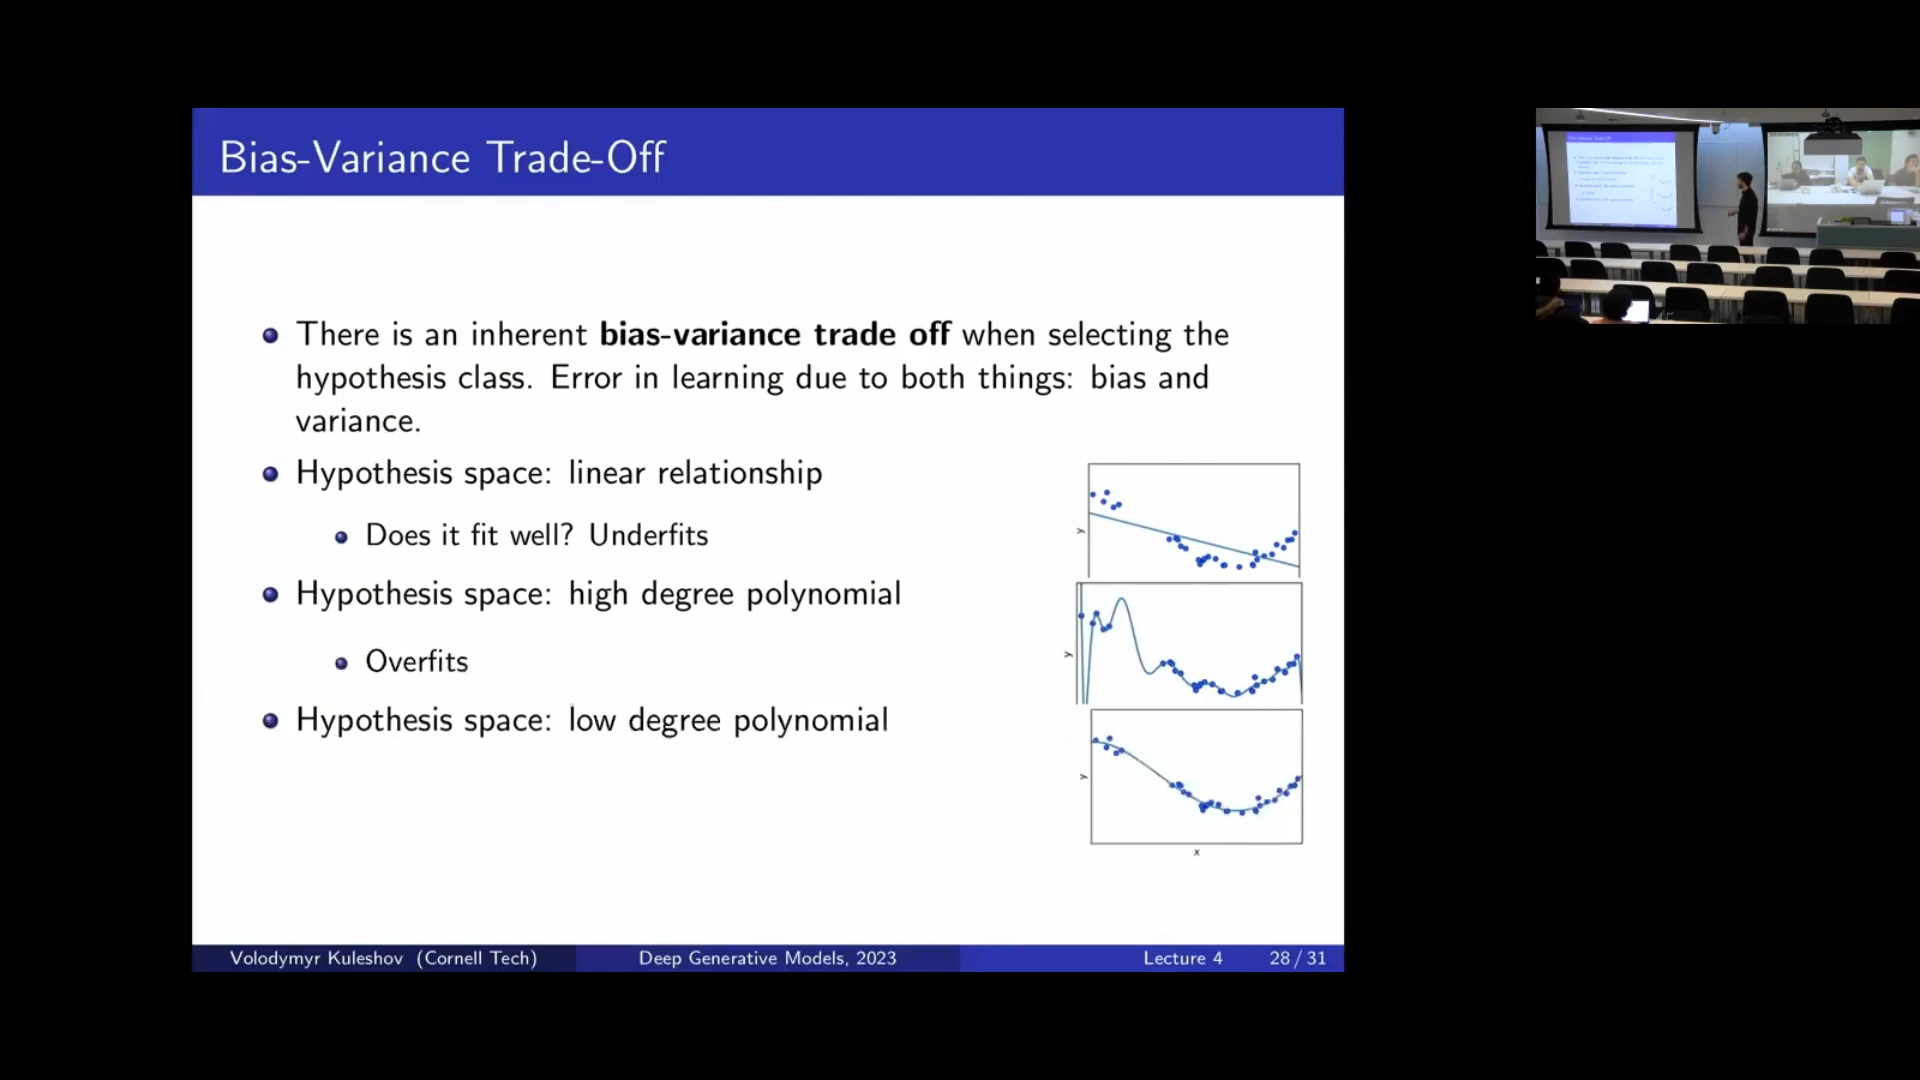 Bias-Variance Trade-Off
There is an inherent bias-variance trade off when selecting the
hypothesis class. Error in learning due to both things: bias and
variance.
Hypothesis space: linear relationship
Does it fit well? Underfits
Hypothesis space: high degree polynomial
Overfits
Hypothesis space: low degree polynomial
y
y
y
x
Volodymyr Kuleshov (Cornell Tech)
Deep Generative Models, 2023
Lecture 4
28 / 31